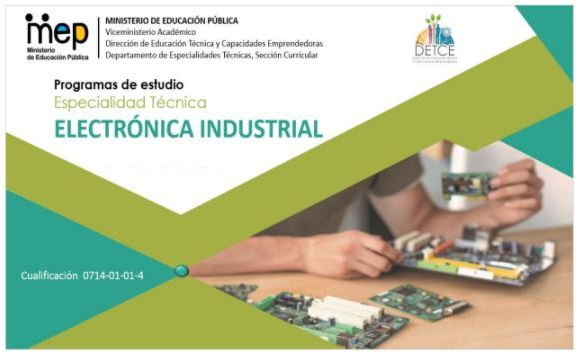 mep
Ministerio
de Educación Pública
MINISTERIO DE EDUCACIÓN PÚBLICA
Viceministerio Académico
Dirección de Educación Técnica y Capacidades Emprendedoras
Departamento de Especialidades Técnicas, Sección Curricular
DETCE
Programas de estudio
Especialidad Técnica
ELECTRÓNICA INDUSTRIAL
Cualificación 0714-01-01-4